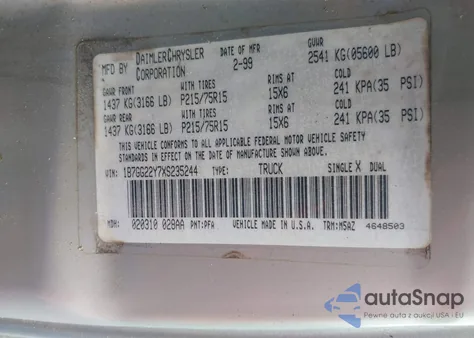 MFD BY DAIMLERCHRYSLER CORPORATION DATE OF MFR 2-99 GVWR 2541 KG(05600 LB)
GAWR FRONT WITH TIRES RIMS AT COLD
1437 KG(3166 LB) P215/75R15 15X6 241 KPA(35 PSI)
GAWR REAR WITH TIRES RIMS AT COLD
1437 KG(3166 LB) P215/75R15 15X6 241 KPA(35 PSI)
THIS VEHICLE CONFORMS TO ALL APPLICABLE FEDERAL MOTOR VEHICLE SAFETY
STANDARDS IN EFFECT ON THE DATE OF MANUFACTURE SHOWN ABOVE.
VIN: 1B7GG22Y7XS235244 TYPE: TRUCK SINGLE X DUAL
MDH: 020310 028AA PNT:PFA VEHICLE MADE IN U.S.A. TRM:M5AZ 4648503
autoSnap
Pewne auta z aukcji USA i EU